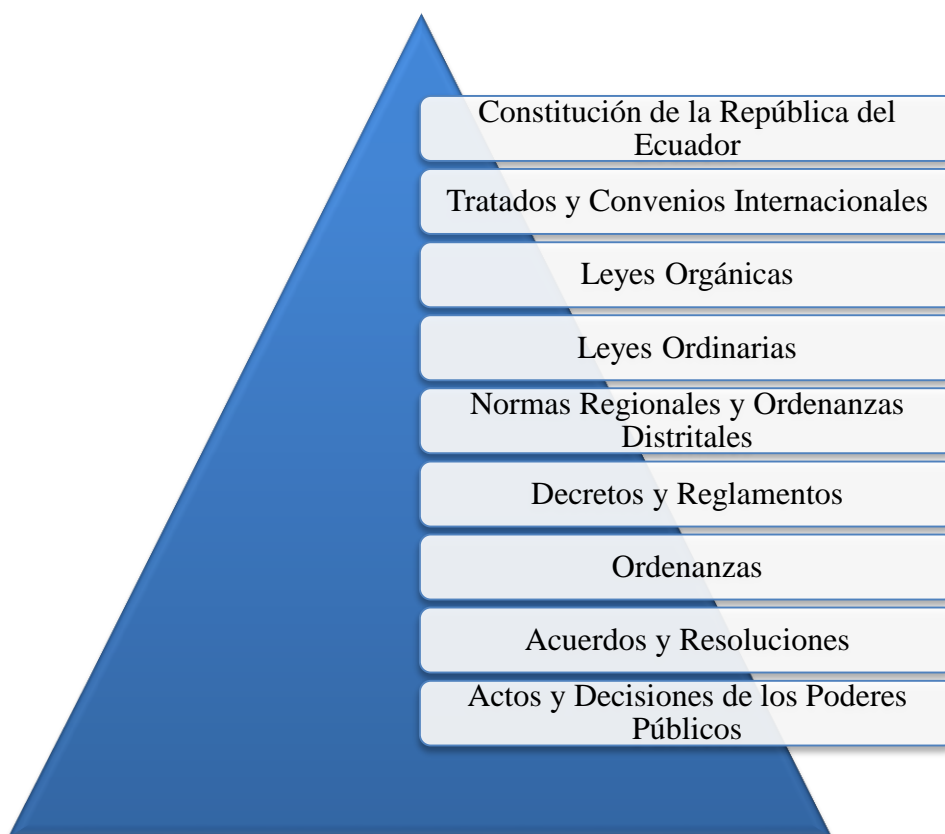 Constitución de la República del
Ecuador
Tratados y Convenios Internacionales
Leyes Orgánicas
Leyes Ordinarias
Normas Regionales y Ordenanzas
Distritales
Decretos y Reglamentos
Ordenanzas
Acuerdos y Resoluciones
Actos y Decisiones de los Poderes
Públicos